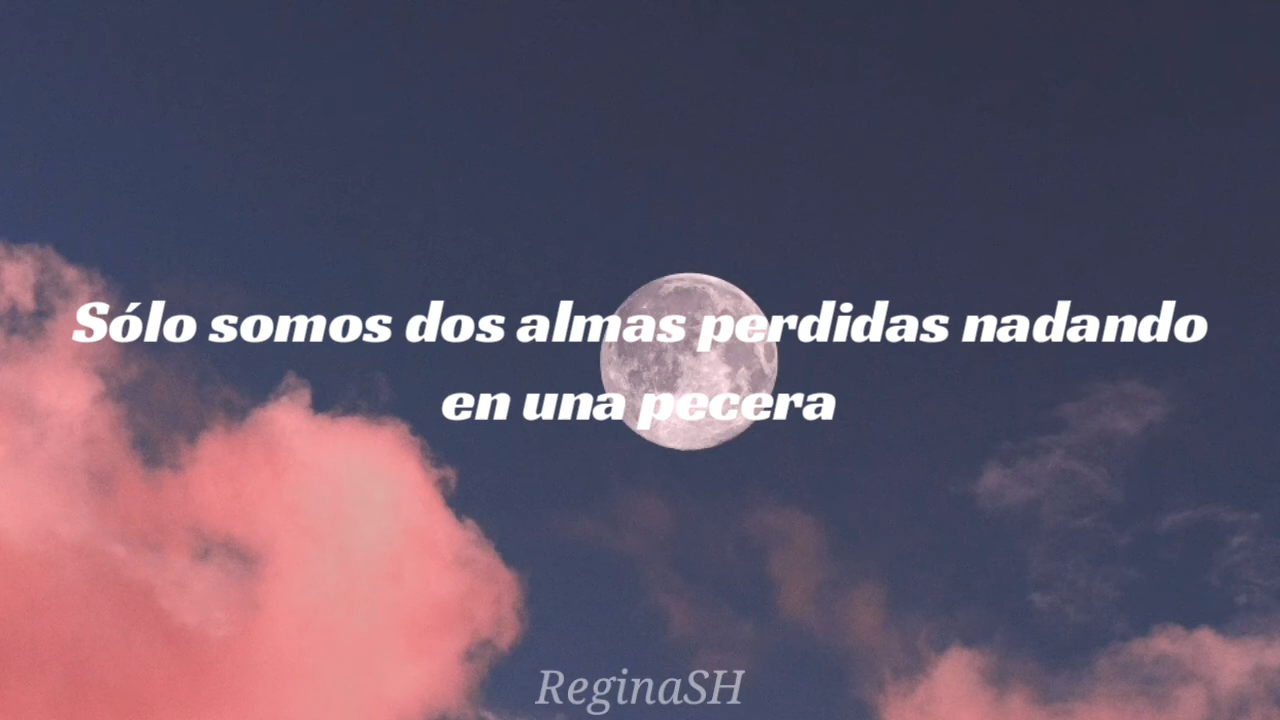 Sólo somos dos almas perdidas nadando
en una pecera
ReginaSH